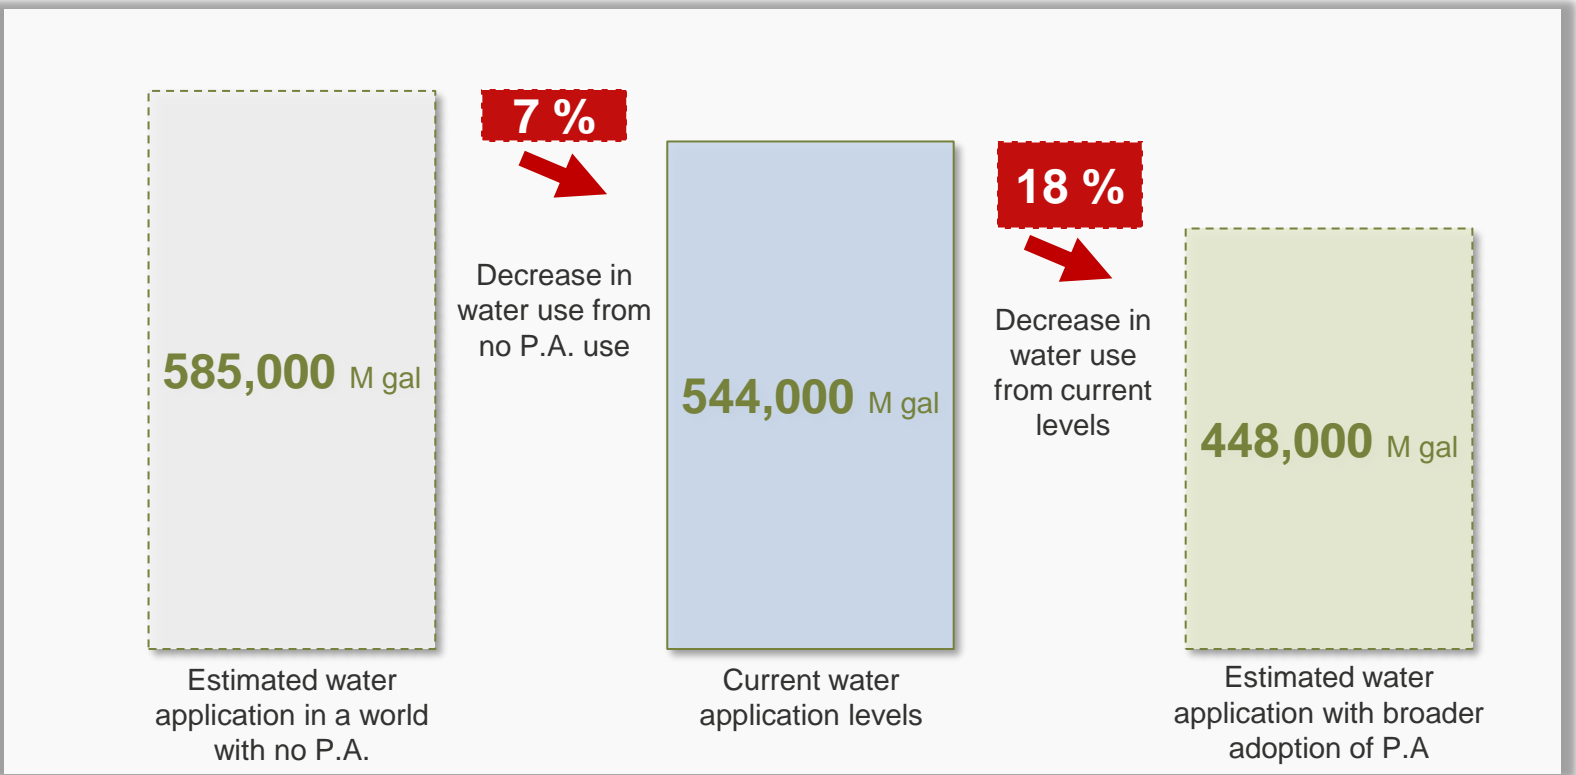 7 %
18 %
Decrease in
water use from
no P.A. use
Decrease in
water use
from current
levels
585,000 M gal
544,000 M gal
448,000 M gal
Estimated water
application in a world
with no P.A.
Current water
application levels
Estimated water
application with broader
adoption of P.A